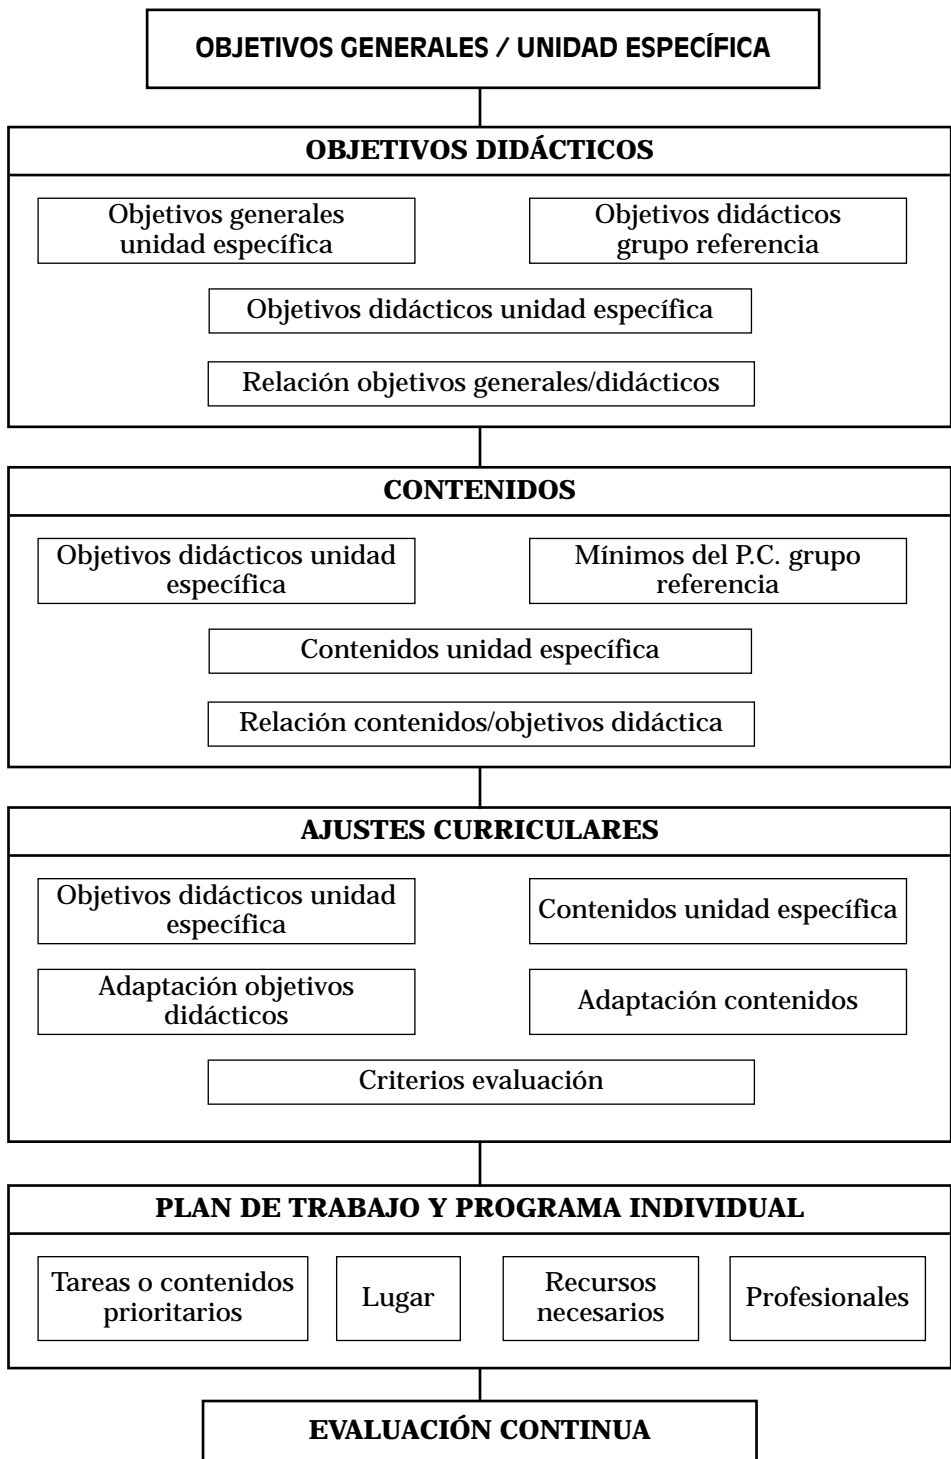 OBJETIVOS GENERALES / UNIDAD ESPECÍFICA
OBJETIVOS DIDÁCTICOS
Objetivos generales
unidad específica
Objetivos didácticos
grupo referencia
Objetivos didácticos unidad específica
Relación objetivos generales/didácticos
CONTENIDOS
Objetivos didácticos unidad
específica
Mínimos del P.C. grupo
referencia
Contenidos unidad específica
Relación contenidos/objetivos didáctica
AJUSTES CURRICULARES
Objetivos didácticos unidad
específica
Contenidos unidad específica
Adaptación objetivos
didácticos
Adaptación contenidos
Criterios evaluación
PLAN DE TRABAJO Y PROGRAMA INDIVIDUAL
Tareas o contenidos
prioritarios
Lugar
Recursos
necesarios
Profesionales
EVALUACIÓN CONTINUA